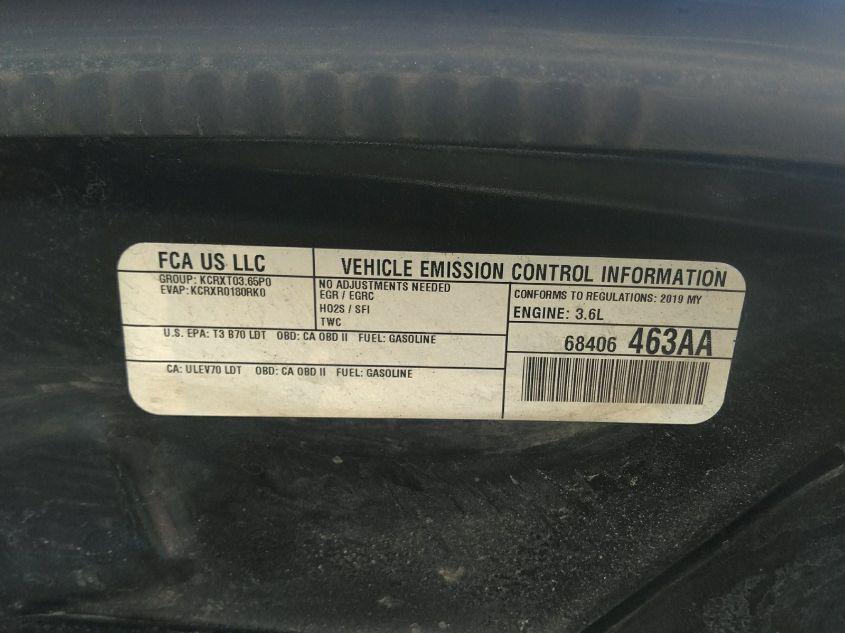 FCA US LLC
GROUP: KCRXT03.65P0
EVAP: KCRXR0180RK0
VEHICLE EMISSION CONTROL INFORMATION
NO ADJUSTMENTS NEEDED
EGR / EGRC
HO2S / SFI
TWC
CONFORMS TO REGULATIONS: 2019 MY
ENGINE: 3.6L
U.S. EPA: T3 B70 LDT OBD: CA OBD II FUEL: GASOLINE
CA: ULEV70 LDT OBD: CA OBD II FUEL: GASOLINE
68406 463AA